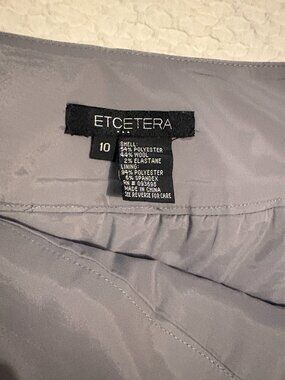 ETCETERA
10
SHELL:
54% POLYESTER
44% WOOL
2% ELASTANE
LINING:
94% POLYESTER
6% SPANDEX
RN # 093695
MADE IN CHINA
SEE REVERSE FOR CARE